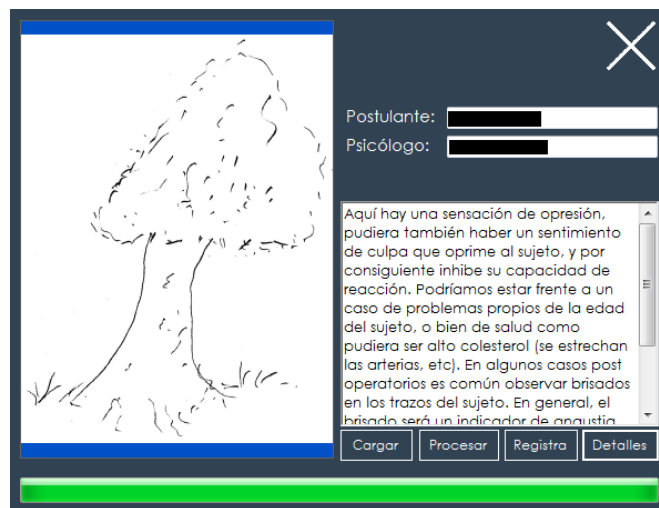 Postulante:
Psicólogo:
Aquí hay una sensación de opresión,
pudiera también haber un sentimiento
de culpa que oprime al sujeto, y por
consiguiente inhibe su capacidad de
reacción. Podríamos estar frente a un
caso de problemas propios de la edad
del sujeto, o bien de salud como
pudiera ser alto colesterol (se estrechan
las arterias, etc). En algunos casos post
operatorios es común observar brisados
en los trazos del sujeto. En general, el
brisado será un indicador de angustia
Cargar
Procesar
Registra
Detalles